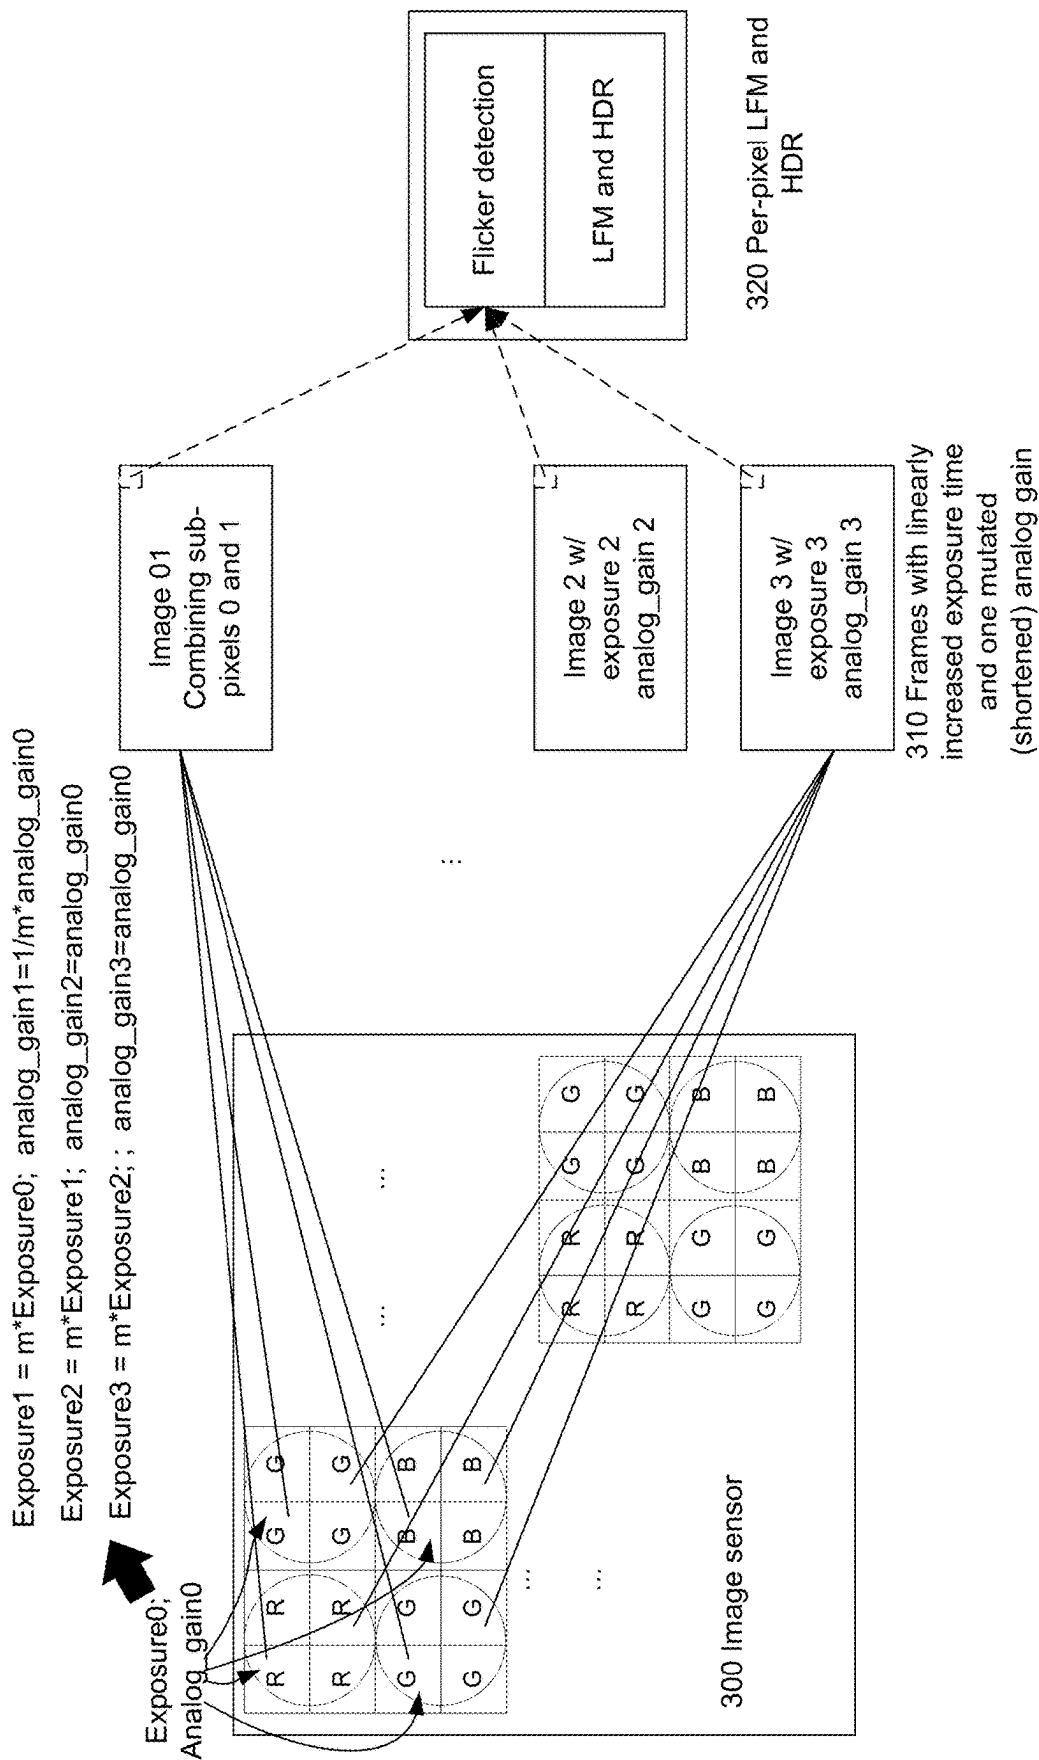 Exposure1 = m*Exposure0; analog_gain1=1/m*analog_gain0
Exposure2 = m*Exposure1; analog_gain2=analog_gain0
Exposure3 = m*Exposure2;; analog_gain3=analog_gain0
Exposure0;
Analog_gain0
R R G G
R R G G
G G B B
G G B B
...
...
...
...
R R G G
R R G G
G G B B
G G B B
300 Image sensor
...
Image 01
Combining sub-
pixels 0 and 1
Image 2 w/
exposure 2
analog_gain 2
Image 3 w/
exposure 3
analog_gain 3
310 Frames with linearly
increased exposure time
and one mutated
(shortened) analog gain
Flicker detection
LFM and HDR
320 Per-pixel LFM and
HDR